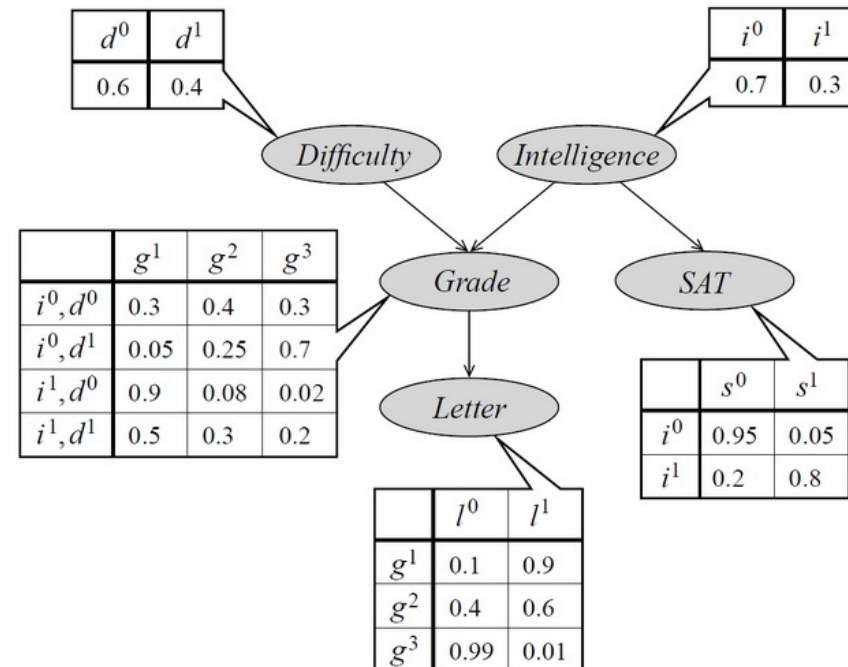 d⁰ d¹
0.6 0.4
i⁰ i¹
0.7 0.3
Difficulty
Intelligence
g¹ g² g³
i⁰,d⁰ 0.3 0.4 0.3
i⁰,d¹ 0.05 0.25 0.7
i¹,d⁰ 0.9 0.08 0.02
i¹,d¹ 0.5 0.3 0.2
Grade
SAT
Letter
s⁰ s¹
i⁰ 0.95 0.05
i¹ 0.2 0.8
l⁰ l¹
g¹ 0.1 0.9
g² 0.4 0.6
g³ 0.99 0.01